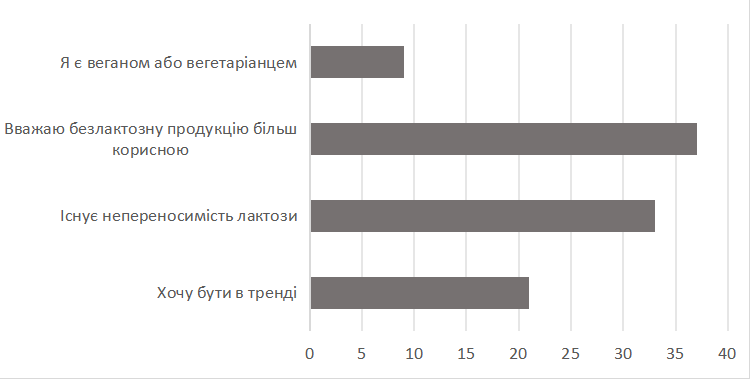 Я є веганом або вегетаріанцем
Вважаю безлактозну продукцію більш
корисною
Існує непереносимість лактози
Хочу бути в тренді
0 5 10 15 20 25 30 35 40